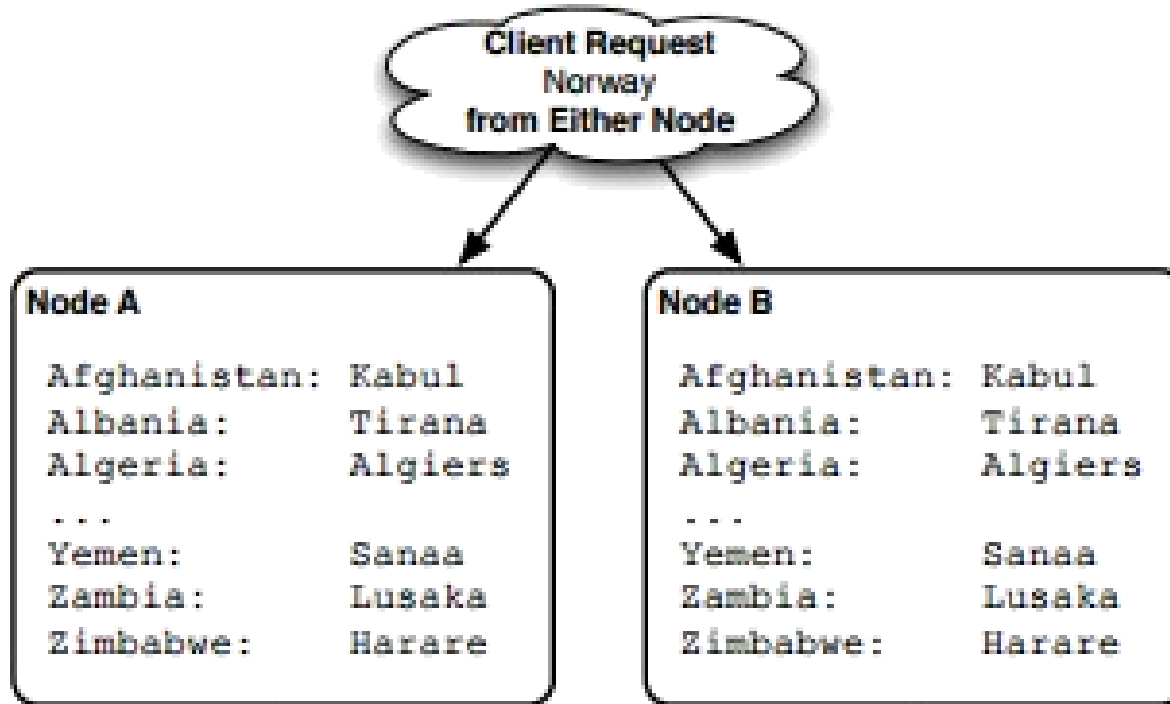 Client Request
Norway
from Either Node
Node A
Afghanistan: Kabul
Albania: Tirana
Algeria: Algiers
...
Yemen: Sanaa
Zambia: Lusaka
Zimbabwe: Harare
Node B
Afghanistan: Kabul
Albania: Tirana
Algeria: Algiers
...
Yemen: Sanaa
Zambia: Lusaka
Zimbabwe: Harare